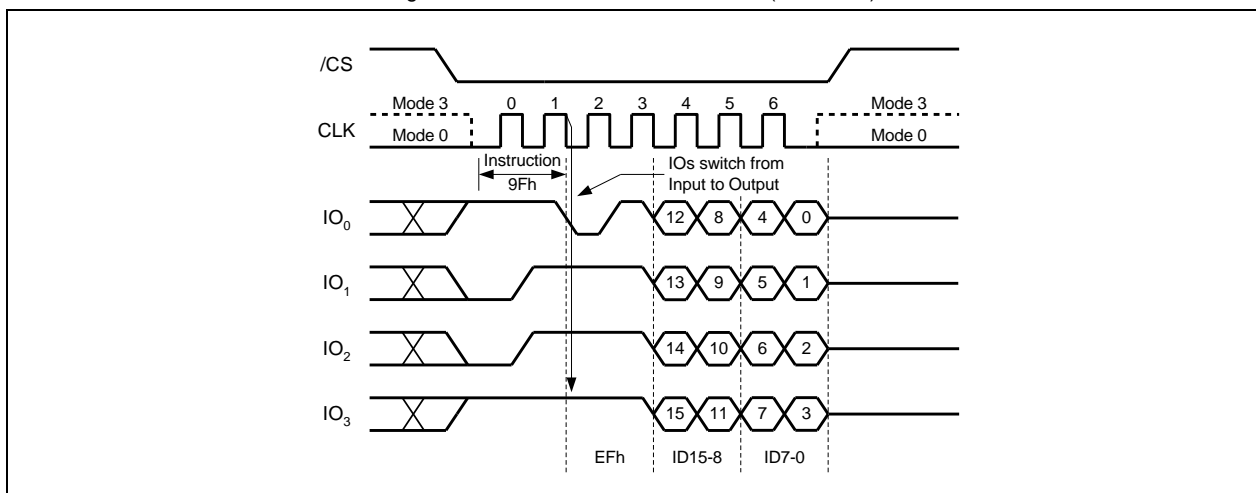 /CS
Mode 3 0 1 2 3 4 5 6 Mode 3
CLK
Mode 0 Mode 0
Instruction IOs switch from
9Fh Input to Output
IO0 12 8 4 0
IO1 13 9 5 1
IO2 14 10 6 2
IO3 15 11 7 3
EFh ID15-8 ID7-0